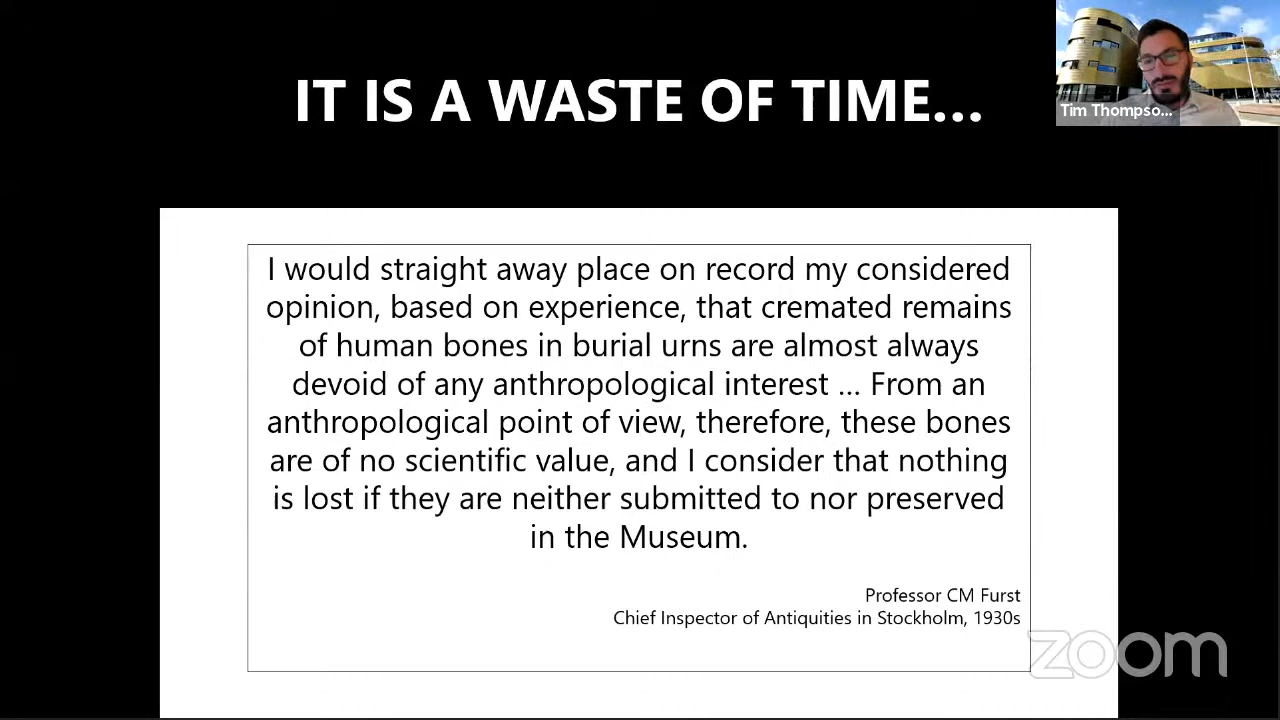 IT IS A WASTE OF TIME...
Tim Thompso...
I would straight away place on record my considered
opinion, based on experience, that cremated remains
of human bones in burial urns are almost always
devoid of any anthropological interest ... From an
anthropological point of view, therefore, these bones
are of no scientific value, and I consider that nothing
is lost if they are neither submitted to nor preserved
in the Museum.
Professor CM Furst
Chief Inspector of Antiquities in Stockholm, 1930s
zoom